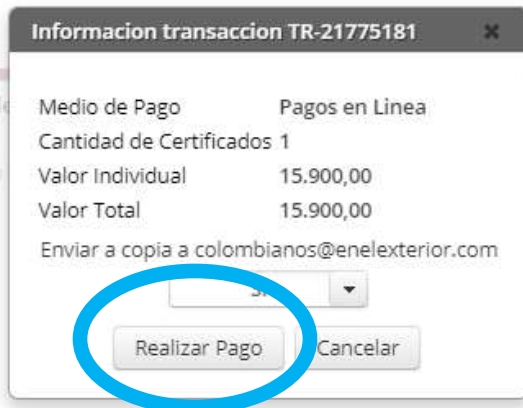 Informacion transaccion TR-21775181
Medio de Pago Pagos en Linea
Cantidad de Certificados 1
Valor Individual 15.900,00
Valor Total 15.900,00
Enviar a copia a colombianos@enelexterior.com
Realizar Pago Cancelar